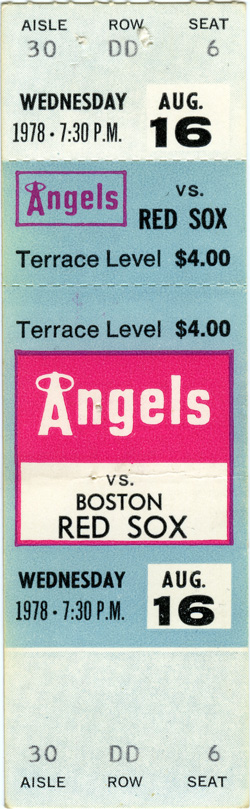 AISLE ROW SEAT
30 DD 6
WEDNESDAY AUG.
1978 • 7:30 P.M. 16
Angels VS.
RED SOX
Terrace Level $4.00
Terrace Level $4.00
Angels
VS.
BOSTON
RED SOX
WEDNESDAY AUG.
1978 • 7:30 P.M. 16
30 DD 6
AISLE ROW SEAT